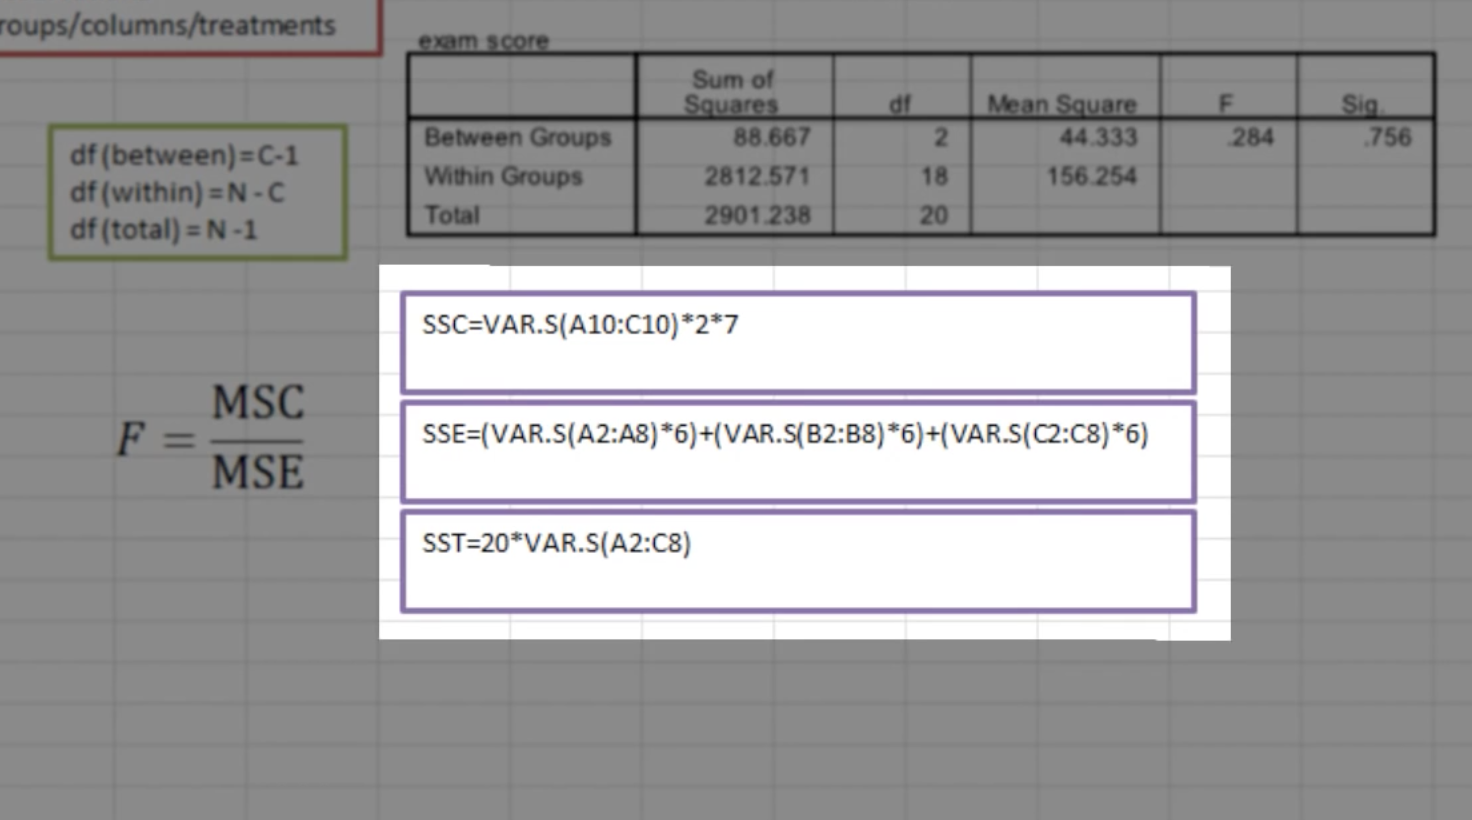 groups/columns/treatments
exam score
Sum of Squares df Mean Square F Sig.
Between Groups 88.667 2 44.333 .284 .756
Within Groups 2812.571 18 156.254
Total 2901.238 20
df(between)=C-1
df(within)=N-C
df(total)=N-1
F = MSC
MSE
SSC=VAR.S(A10:C10)*2*7
SSE=(VAR.S(A2:A8)*6)+(VAR.S(B2:B8)*6)+(VAR.S(C2:C8)*6)
SST=20*VAR.S(A2:C8)